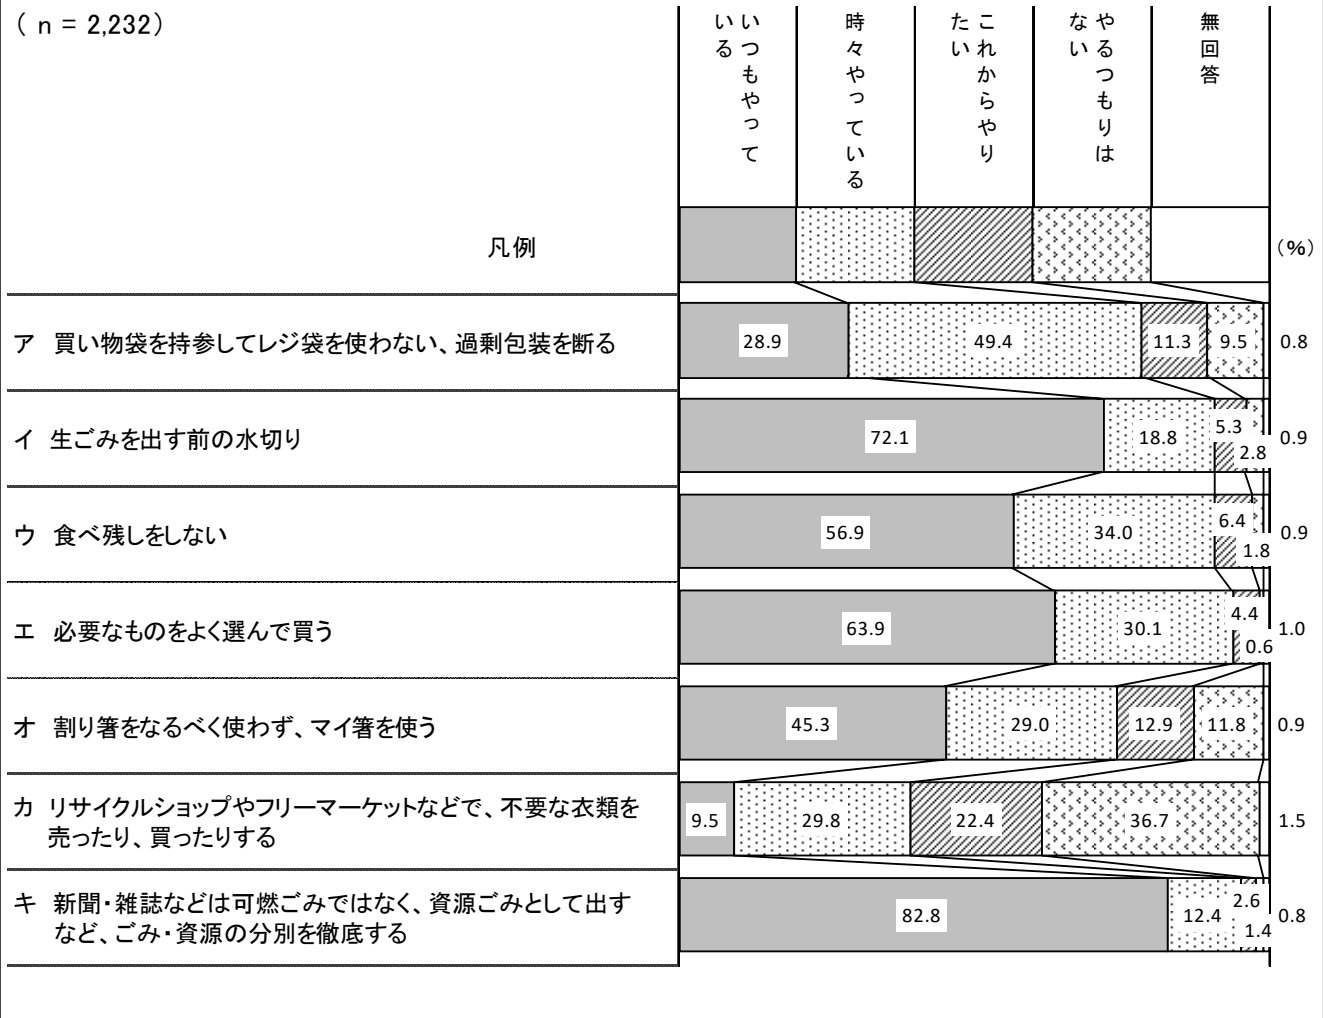 ( n = 2,232)
いつもやって
いる
時々やっている
これからやり
たい
やるつもりは
ない
無回答
凡例
(%)
ア 買い物袋を持参してレジ袋を使わない、過剰包装を断る
28.9 49.4 11.3 9.5 0.8
イ 生ごみを出す前の水切り
72.1 18.8 5.3 2.8 0.9
ウ 食べ残しをしない
56.9 34.0 6.4 1.8 0.9
エ 必要なものをよく選んで買う
63.9 30.1 4.4 0.6 1.0
オ 割り箸をなるべく使わず、マイ箸を使う
45.3 29.0 12.9 11.8 0.9
カ リサイクルショップやフリーマーケットなどで、不要な衣類を
売ったり、買ったりする
9.5 29.8 22.4 36.7 1.5
キ 新聞・雑誌などは可燃ごみではなく、資源ごみとして出す
など、ごみ・資源の分別を徹底する
82.8 12.4 2.6 1.4 0.8